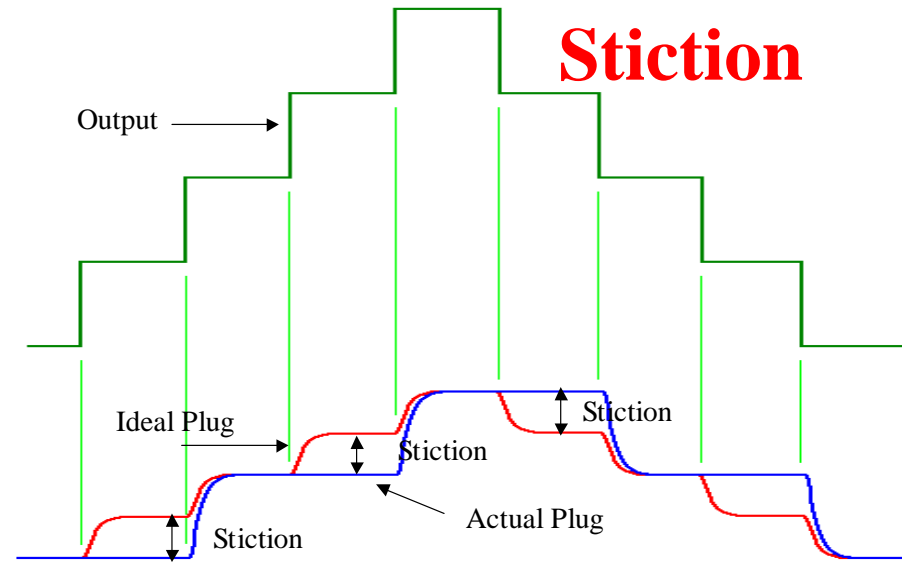 Stiction
Output
Ideal Plug
Stiction
Stiction
Actual Plug
Stiction